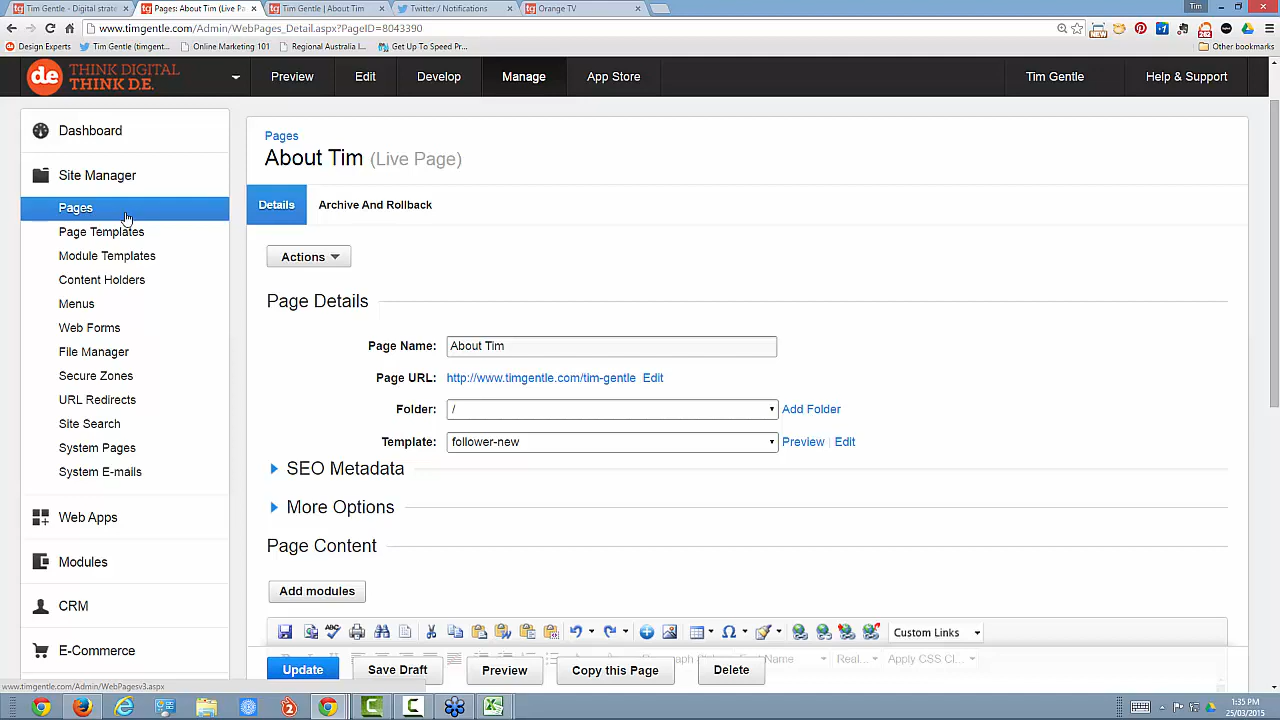 Tim Gentle - Digital strate
Pages: About Tim (Live Pa
Tim Gentle | About Tim
Twitter / Notifications
Orange TV
Tim
www.timgentle.com/Admin/WebPages_Detail.aspx?PageID=8043390
Design Experts
Tim Gentle (timgent...
Online Marketing 101
Regional Australia I...
Get Up To Speed Pr...
Other bookmarks
de THINK DIGITAL
THINK D.E.
Preview
Edit
Develop
Manage
App Store
Tim Gentle
Help & Support
Dashboard
Site Manager
Pages
Page Templates
Module Templates
Content Holders
Menus
Web Forms
File Manager
Secure Zones
URL Redirects
Site Search
System Pages
System E-mails
Web Apps
Modules
CRM
E-Commerce
Pages
About Tim (Live Page)
Details
Archive And Rollback
Actions
Page Details
Page Name: About Tim
Page URL: http://www.timgentle.com/tim-gentle Edit
Folder: / Add Folder
Template: follower-new Preview | Edit
SEO Metadata
More Options
Page Content
Add modules
Custom Links
Real... Apply CSS Cl...
Update
Save Draft
Preview
Copy this Page
Delete
www.timgentle.com/Admin/WebPagesv3.aspx
1:35 PM
25/03/2015